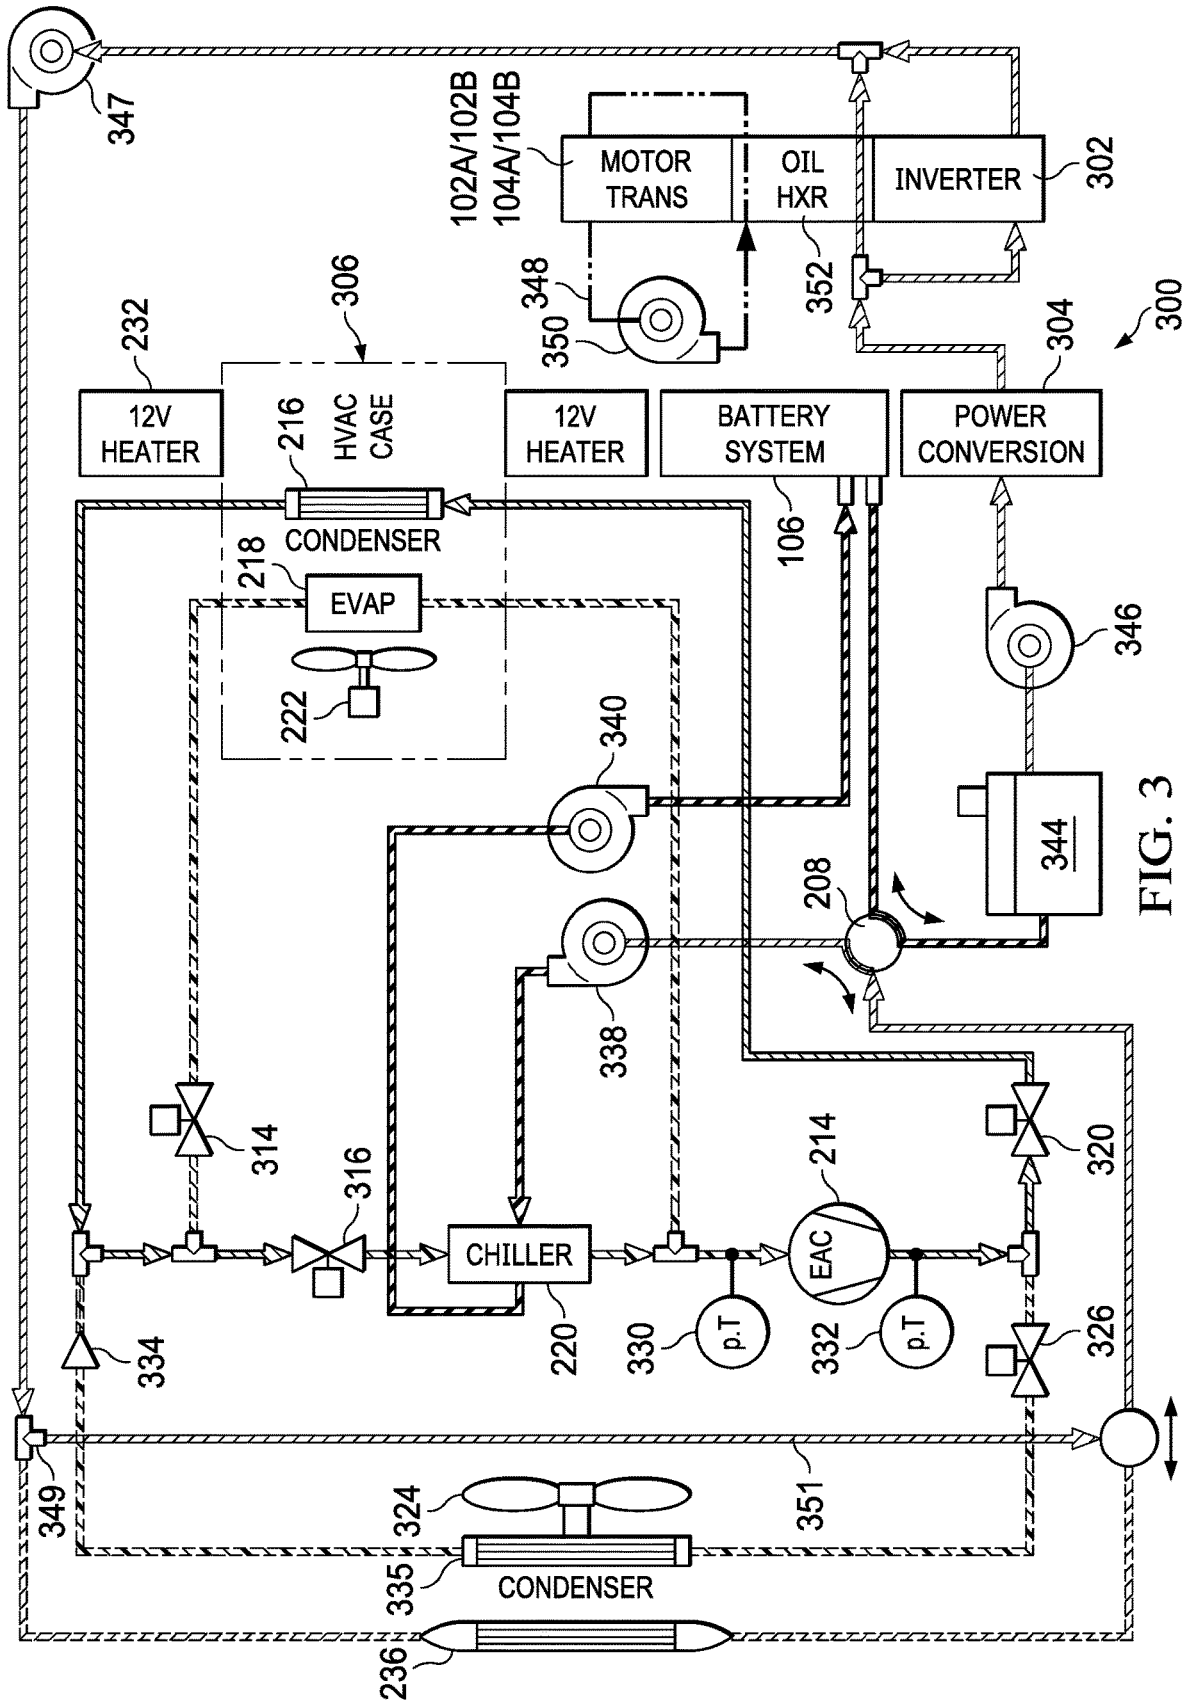 347
102A/102B
104A/104B
MOTOR
TRANS
OIL
HXR
INVERTER
302
348
350
352
300
232
12V
HEATER
306
HVAC
CASE
216
CONDENSER
218
EVAP
222
12V
HEATER
BATTERY
SYSTEM
106
304
POWER
CONVERSION
346
344
340
338
208
314
316
CHILLER
220
214
EAC
330
p.T
332
p.T
320
326
334
349
351
324
335
CONDENSER
236
FIG. 3